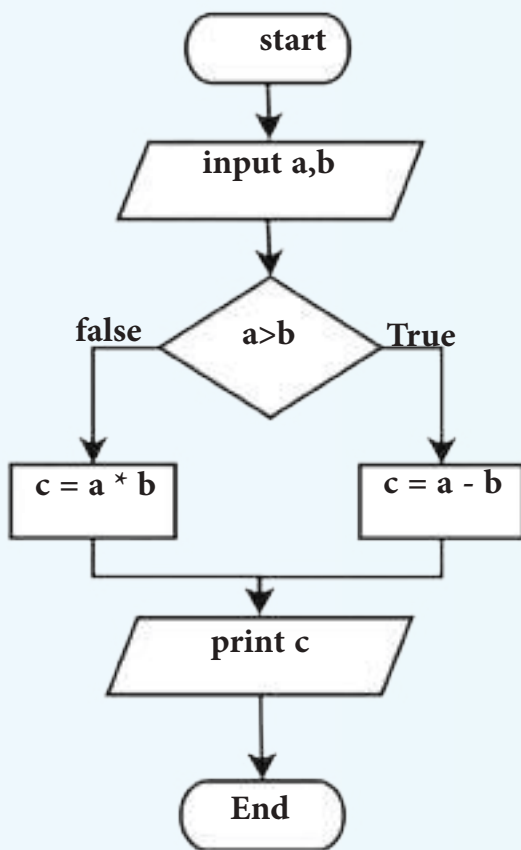 start
input a,b
a>b
false
True
c = a * b
c = a - b
print c
End